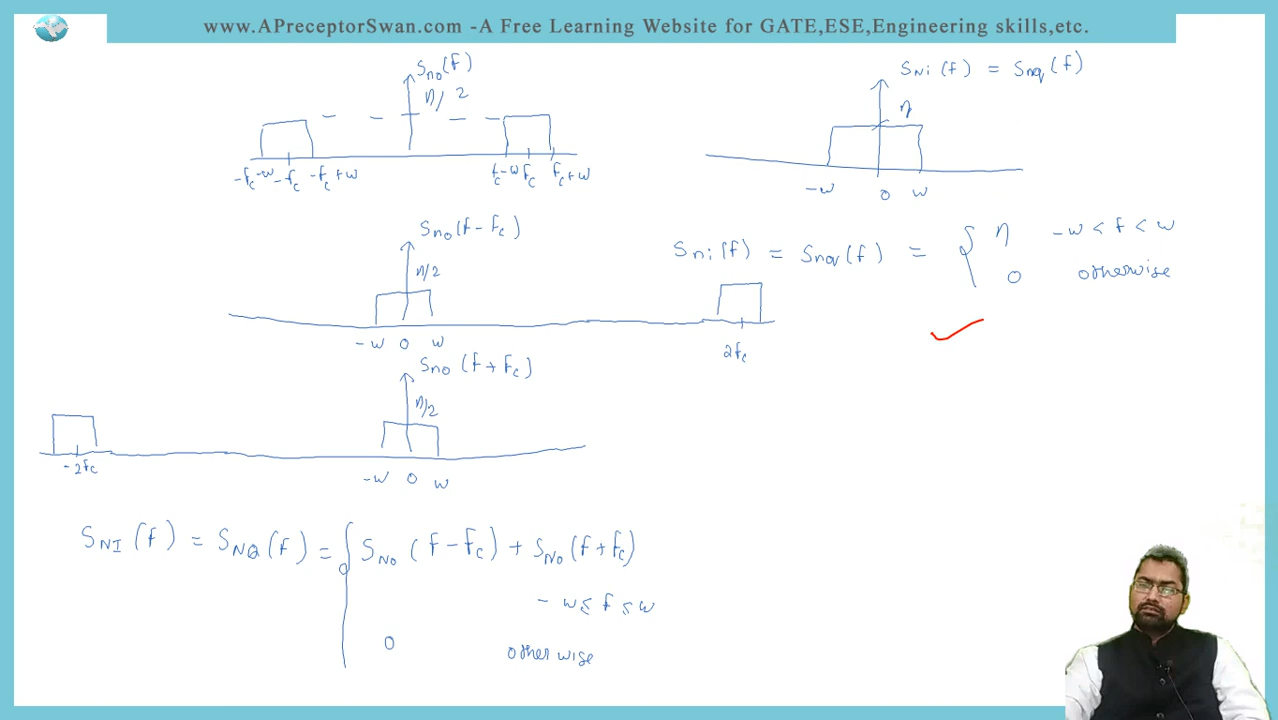 www.APreceptorSwan.com -A Free Learning Website for GATE,ESE,Engineering skills,etc.
Sno(f)
η/2
-fc-w -fc -fc+w fc-w fc fc+w
SNi(f) = Snq(f)
η
-w 0 w
Sno(f-fc)
η/2
-w 0 w 2fc
Sni(f) = Snq(f) = { η -w<f<w
0 otherwise
Sno(f+fc)
η/2
-2fc -w 0 w
SNI(f) = SNQ(f) = { SNo(f-fc) + SNo(f+fc)
-w≤f≤w
0 otherwise